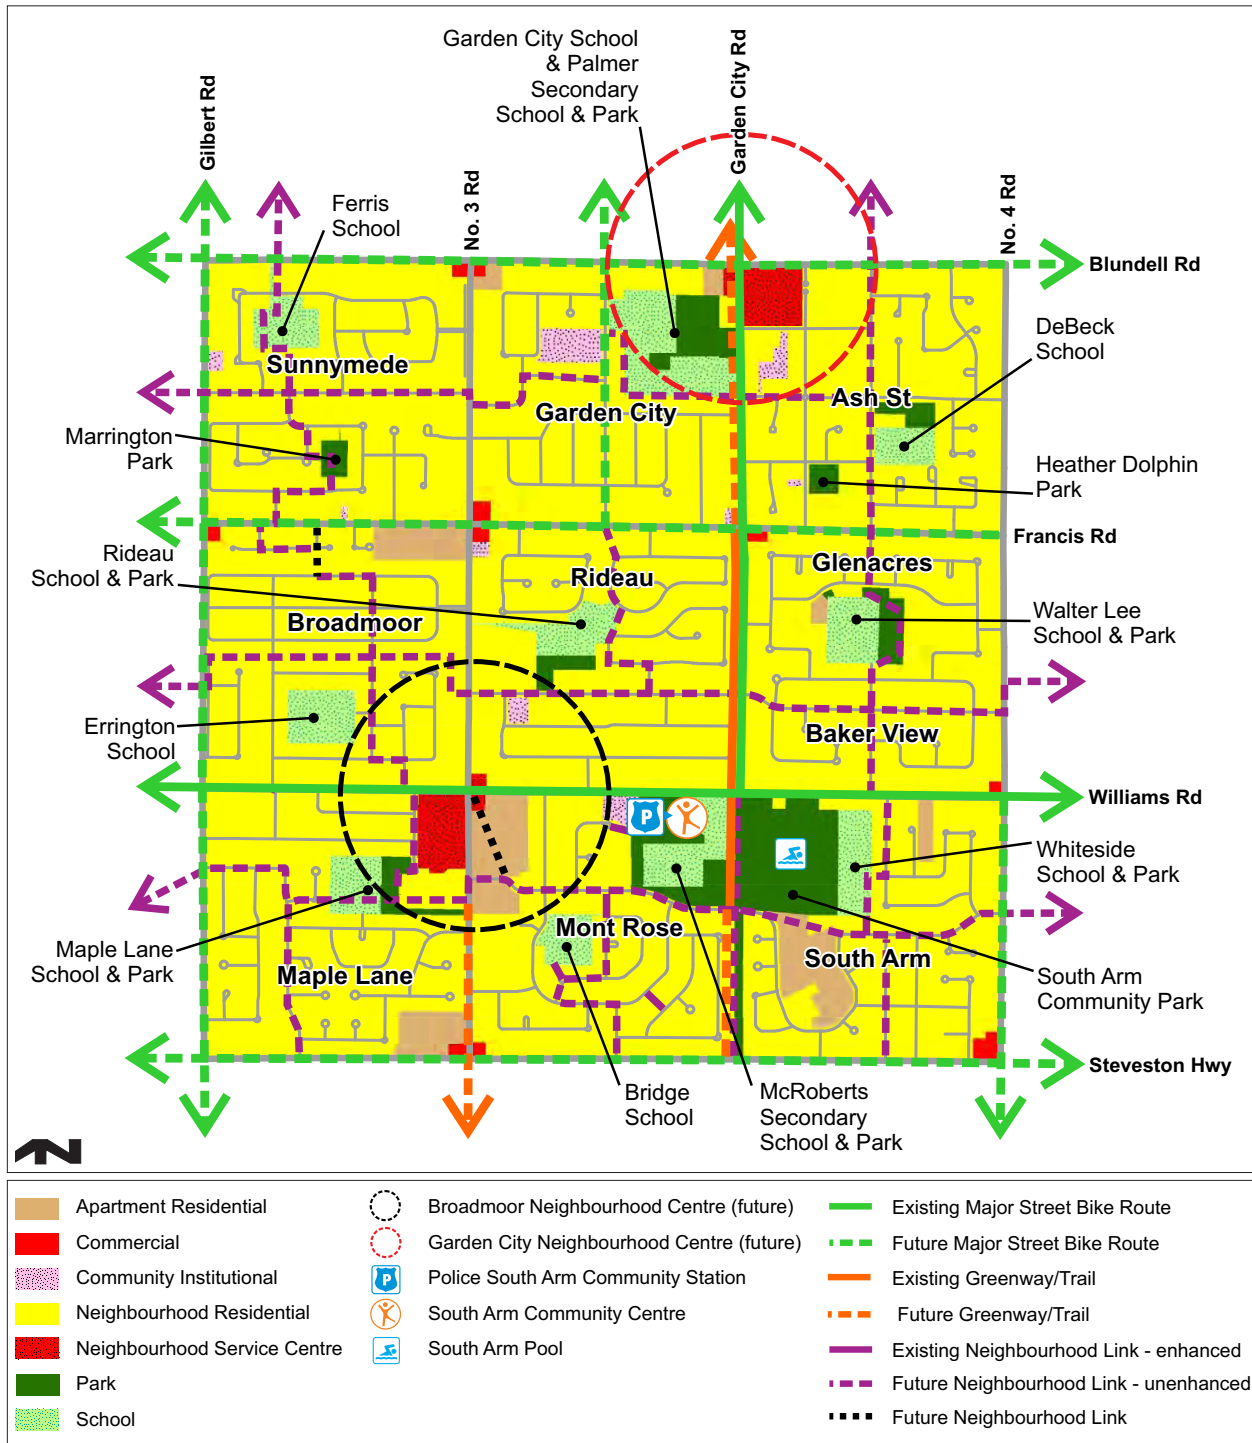 Garden City School
& Palmer
Secondary
School & Park
Gilbert Rd
No. 3 Rd
Garden City Rd
No. 4 Rd
Ferris
School
Blundell Rd
DeBeck
School
Sunnymede
Garden City
Ash St
Marrington
Park
Heather Dolphin
Park
Francis Rd
Rideau
School & Park
Rideau
Glenacres
Broadmoor
Walter Lee
School & Park
Errington
School
Baker View
Williams Rd
P
Whiteside
School & Park
Mont Rose
Maple Lane
School & Park
Maple Lane
South Arm
South Arm
Community Park
Steveston Hwy
Bridge
School
McRoberts
Secondary
School & Park
N
Apartment Residential
Commercial
Community Institutional
Neighbourhood Residential
Neighbourhood Service Centre
Park
School
Broadmoor Neighbourhood Centre (future)
Garden City Neighbourhood Centre (future)
P
Police South Arm Community Station
South Arm Community Centre
South Arm Pool
Existing Major Street Bike Route
Future Major Street Bike Route
Existing Greenway/Trail
Future Greenway/Trail
Existing Neighbourhood Link - enhanced
Future Neighbourhood Link - unenhanced
Future Neighbourhood Link